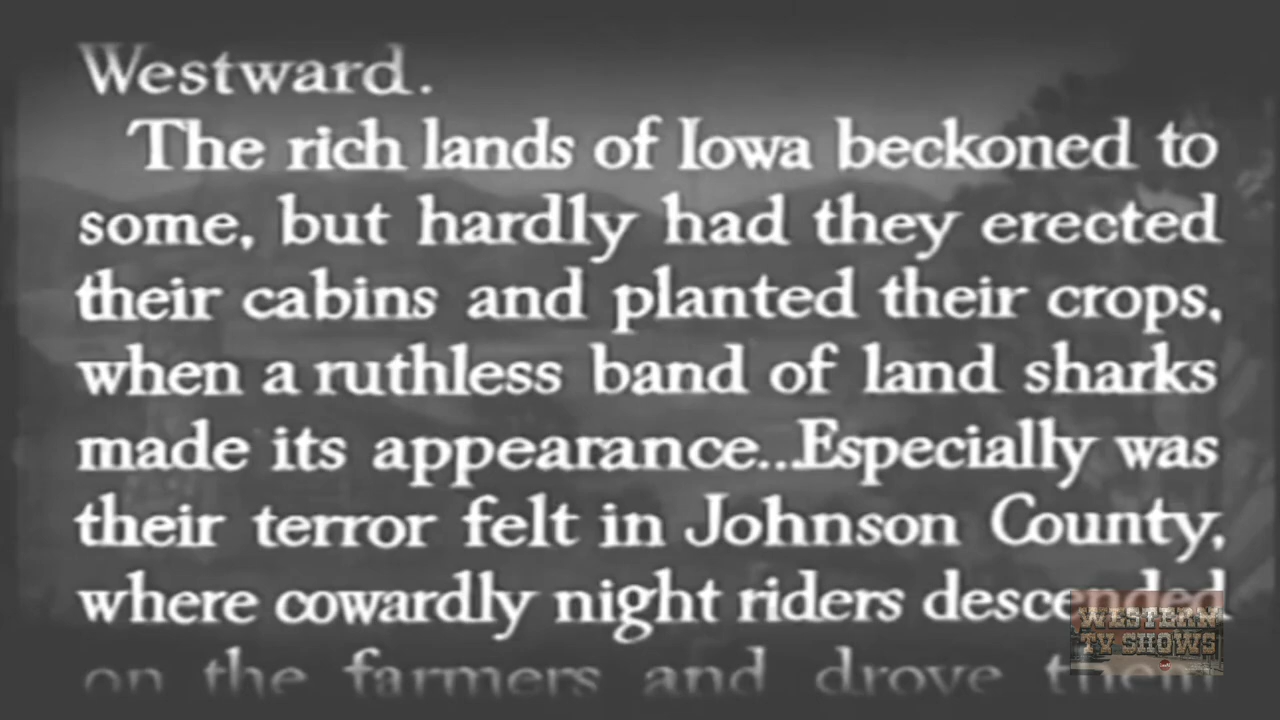 Westward.
The rich lands of Iowa beckoned to
some, but hardly had they erected
their cabins and planted their crops,
when a ruthless band of land sharks
made its appearance...Especially was
their terror felt in Johnson County,
where cowardly night riders descended
on the farmers and drove them
WESTERN
TV SHOWS